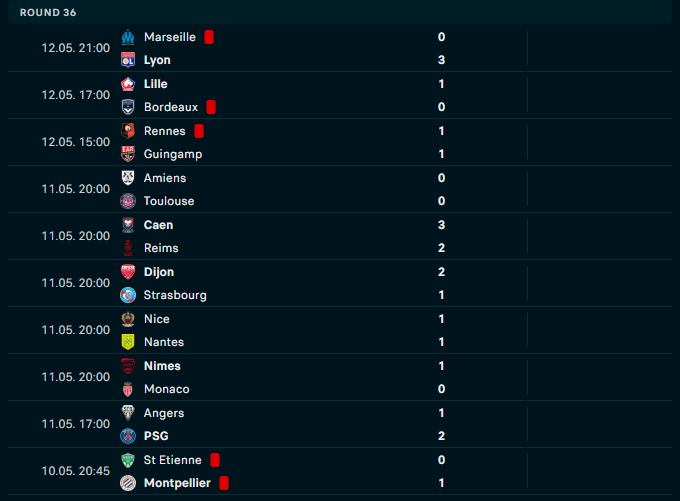 ROUND 36
12.05. 21:00 Marseille 0
Lyon 3
12.05. 17:00 Lille 1
Bordeaux 0
12.05. 15:00 Rennes 1
Guingamp 1
11.05. 20:00 Amiens 0
Toulouse 0
11.05. 20:00 Caen 3
Reims 2
11.05. 20:00 Dijon 2
Strasbourg 1
11.05. 20:00 Nice 1
Nantes 1
11.05. 20:00 Nimes 1
Monaco 0
11.05. 17:00 Angers 1
PSG 2
10.05. 20:45 St Etienne 0
Montpellier 1